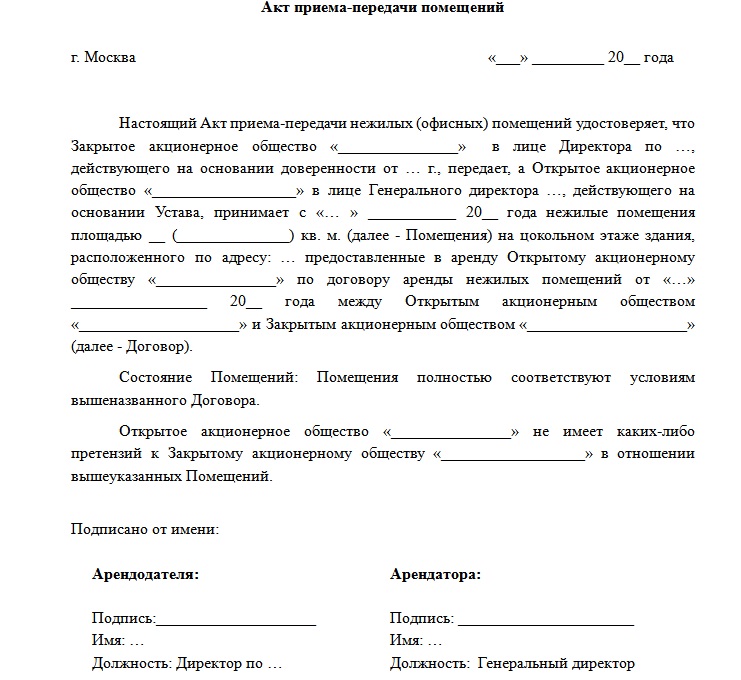 Акт приема-передачи помещений
г. Москва «___» _________ 20__ года
Настоящий Акт приема-передачи нежилых (офисных) помещений удостоверяет, что
Закрытое акционерное общество «_______________» в лице Директора по …,
действующего на основании доверенности от … г., передает, а Открытое акционерное
общество «__________________» в лице Генерального директора …, действующего на
основании Устава, принимает с «… » ___________ 20__ года нежилые помещения
площадью __ (______________) кв. м. (далее - Помещения) на цокольном этаже здания,
расположенного по адресу: … предоставленные в аренду Открытому акционерному
обществу «_______________» по договору аренды нежилых помещений от «…»
_________________ 20__ года между Открытым акционерным обществом
«____________________» и Закрытым акционерным обществом «____________________»
(далее - Договор).
Состояние Помещений: Помещения полностью соответствуют условиям
вышеназванного Договора.
Открытое акционерное общество «_______________» не имеет каких-либо
претензий к Закрытому акционерному обществу «__________________» в отношении
вышеуказанных Помещений.
Подписано от имени:
Арендодателя: Арендатора:
Подпись:____________________ Подпись: ______________________
Имя: … Имя: …
Должность: Директор по … Должность: Генеральный директор